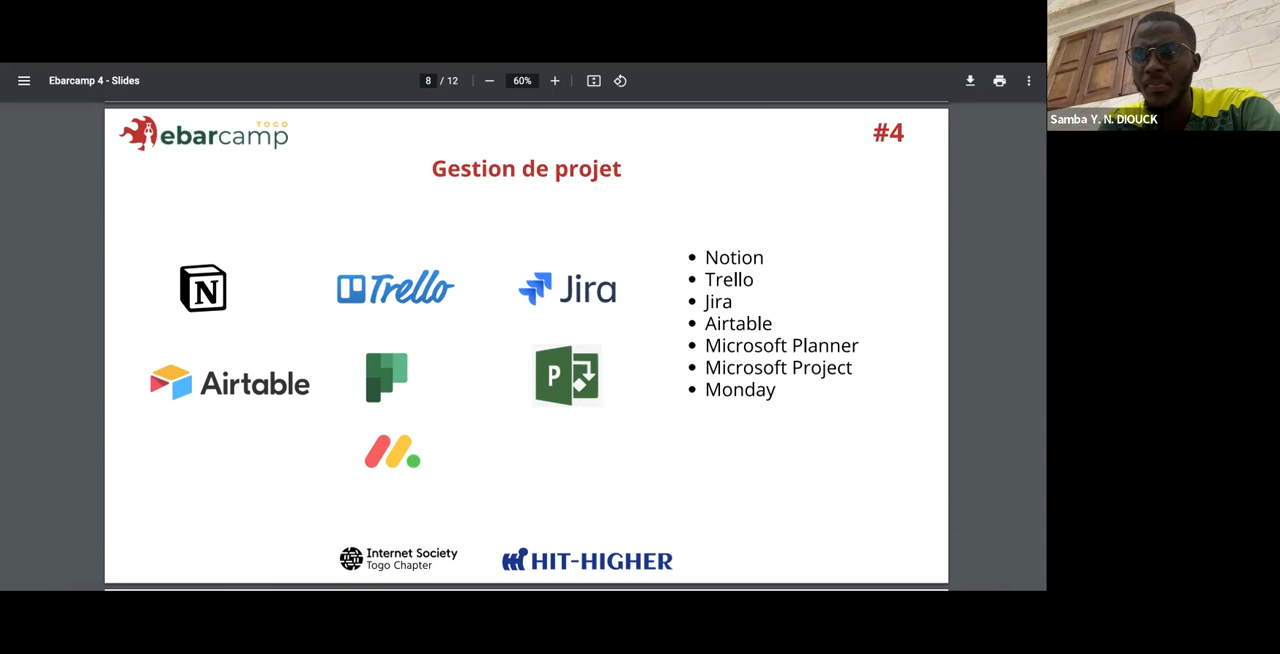 Ebarcamp 4 - Slides
8 / 12
60%
Samba Y. N. DIOUCK
TOGO
ebarcamp
#4
Gestion de projet
N
Trello
Jira
Airtable
P
• Notion
• Trello
• Jira
• Airtable
• Microsoft Planner
• Microsoft Project
• Monday
Internet Society
Togo Chapter
HIT-HIGHER